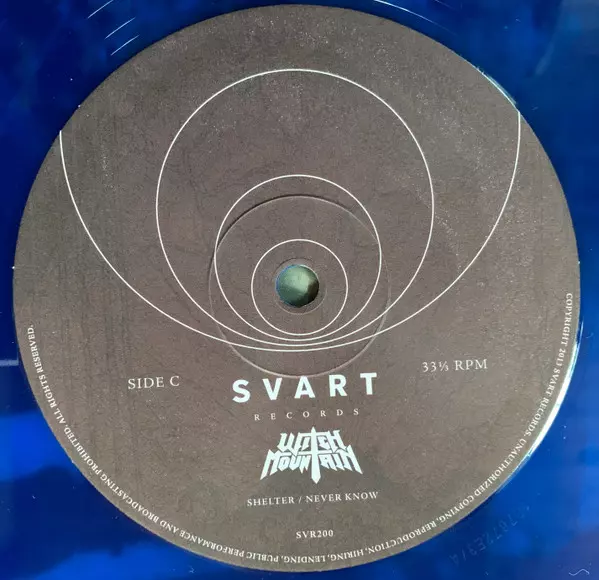 SIDE C
SVART
33⅓ RPM
RECORDS
WITCH
MOUNTAIN
SHELTER / NEVER KNOW
SVR200
COPYRIGHT 2013 SVART RECORDS. UNAUTHORIZED COPYING, REPRODUCTION, HIRING, LENDING, PUBLIC PERFORMANCE AND BROADCASTING PROHIBITED. ALL RIGHTS RESERVED.